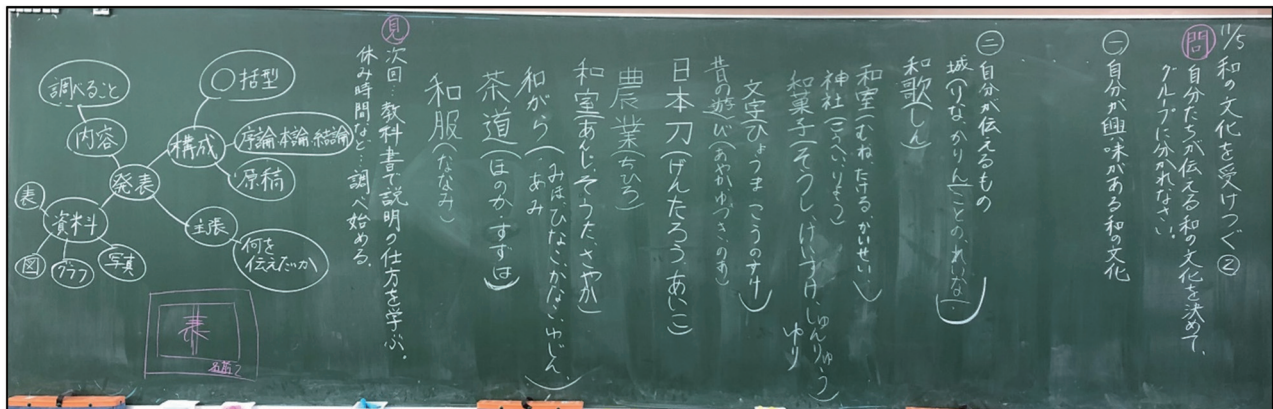 11/5 和の文化を受けつぐ②
問 自分たちが伝える和の文化を決めて、
グループに分かれなさい。
㊀ 自分が興味がある和の文化
㊁ 自分が伝えるもの
城(りな、かりん、ことの、れいな)
和歌(しん
和室(むね、たける、かいせい)
神社(こへい、りょう)
和菓子(そうし、けいすけ、しゅんりゅう)
ゆり
文字(ひょうま、こうのすけ)
昔の遊び(あやか、ゆづき、のあ)
日本刀(げんたろう、あいこ)
農業(ちひろ)
和室(あんじ、そうた、さやか)
和がら(みほ、ひなこ、かなこ、ゆじん、
あみ)
茶道(ほのか、すずは)
和服(ななみ)
見 次回…教科書で説明の仕方を学ぶ。
休み時間など…調べ始める。
発表
構成
○括型
序論・本論・結論
原稿
主張
何を
伝えたいか
内容
調べること
資料
表
図
グラフ
写真
表
名前?